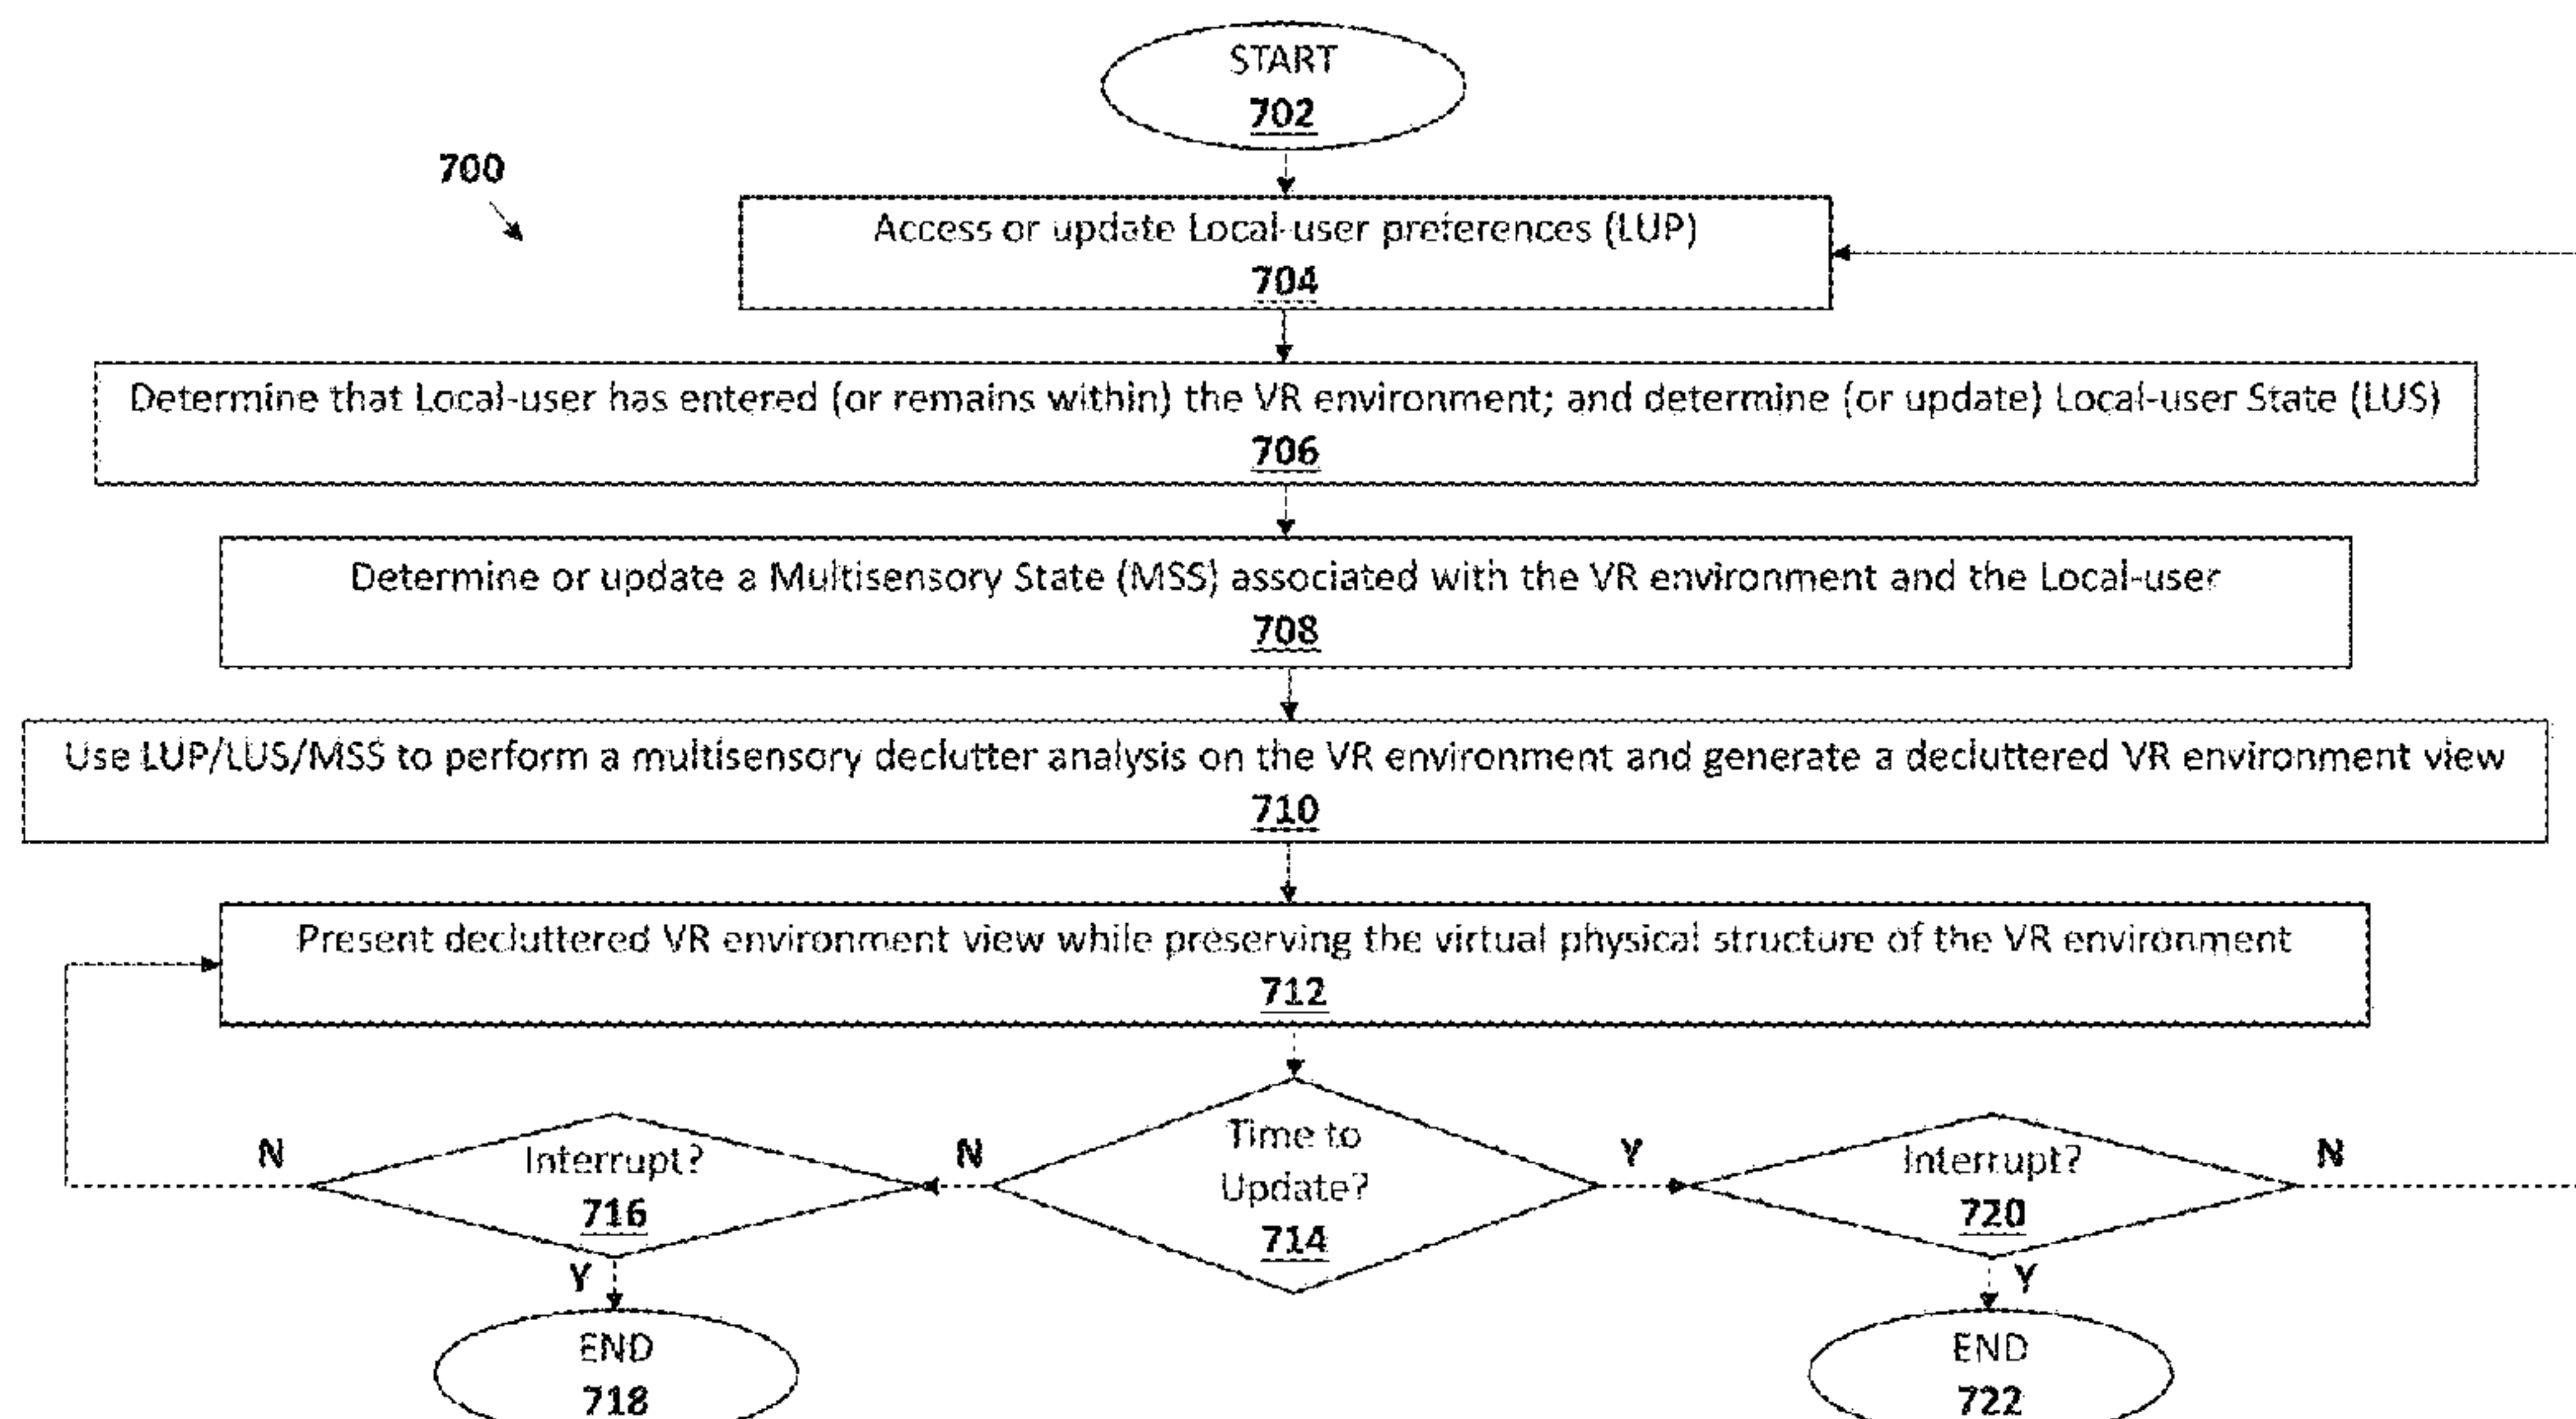 START
702
700
Access or update Local-user preferences (LUP)
704
Determine that Local-user has entered (or remains within) the VR environment; and determine (or update) Local-user State (LUS)
706
Determine or update a Multisensory State (MSS) associated with the VR environment and the Local-user
708
Use LUP/LUS/MSS to perform a multisensory declutter analysis on the VR environment and generate a decluttered VR environment view
710
Present decluttered VR environment view while preserving the virtual physical structure of the VR environment
712
N
Interrupt?
716
N
Time to
Update?
714
Y
Interrupt?
720
N
Y
Y
END
718
END
722